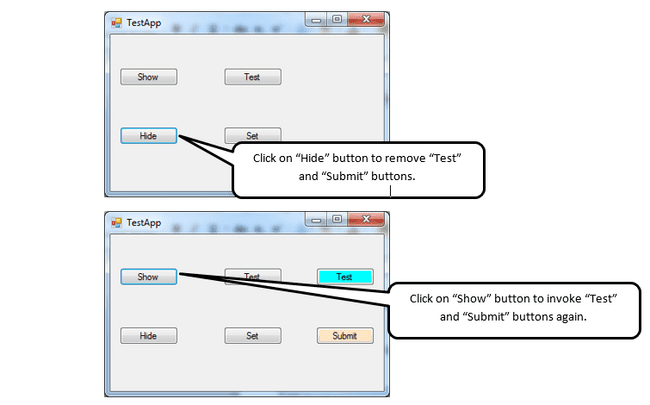 TestApp
Show Test
Hide Set
Click on “Hide” button to remove “Test”
and “Submit” buttons.
TestApp
Show Test Test
Click on “Show” button to invoke “Test”
and “Submit” buttons again.
Hide Set Submit